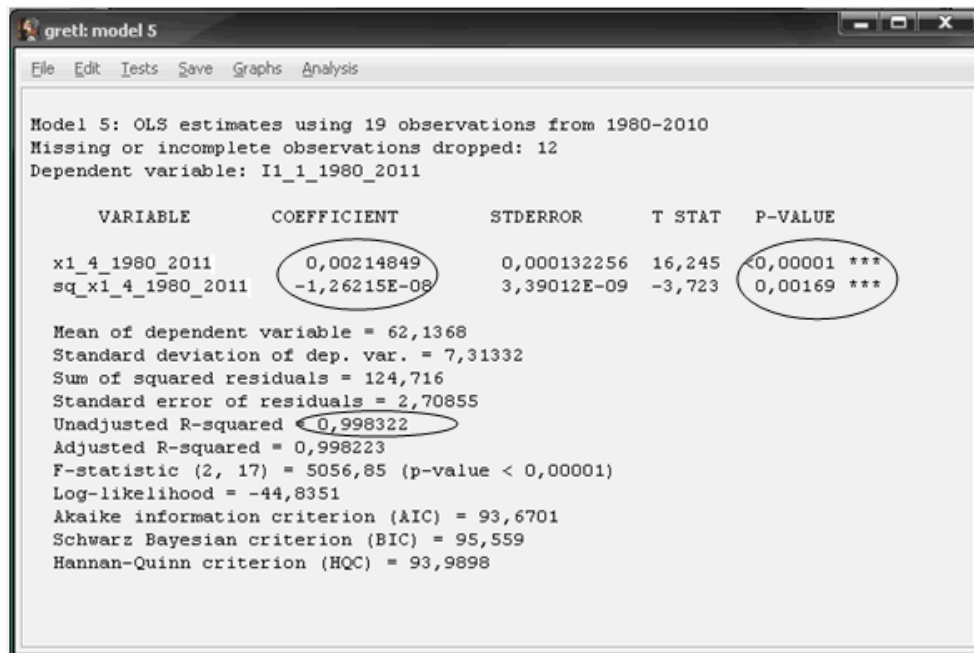 gretl: model 5
File Edit Tests Save Graphs Analysis
Model 5: OLS estimates using 19 observations from 1980-2010
Missing or incomplete observations dropped: 12
Dependent variable: I1_1_1980_2011
VARIABLE COEFFICIENT STDERROR T STAT P-VALUE
x1_4_1980_2011 0,00214849 0,000132256 16,245 <0,00001 ***
sq_x1_4_1980_2011 -1,26215E-08 3,39012E-09 -3,723 0,00169 ***
Mean of dependent variable = 62,1368
Standard deviation of dep. var. = 7,31332
Sum of squared residuals = 124,716
Standard error of residuals = 2,70855
Unadjusted R-squared = 0,998322
Adjusted R-squared = 0,998223
F-statistic (2, 17) = 5056,85 (p-value < 0,00001)
Log-likelihood = -44,8351
Akaike information criterion (AIC) = 93,6701
Schwarz Bayesian criterion (BIC) = 95,559
Hannan-Quinn criterion (HQC) = 93,9898